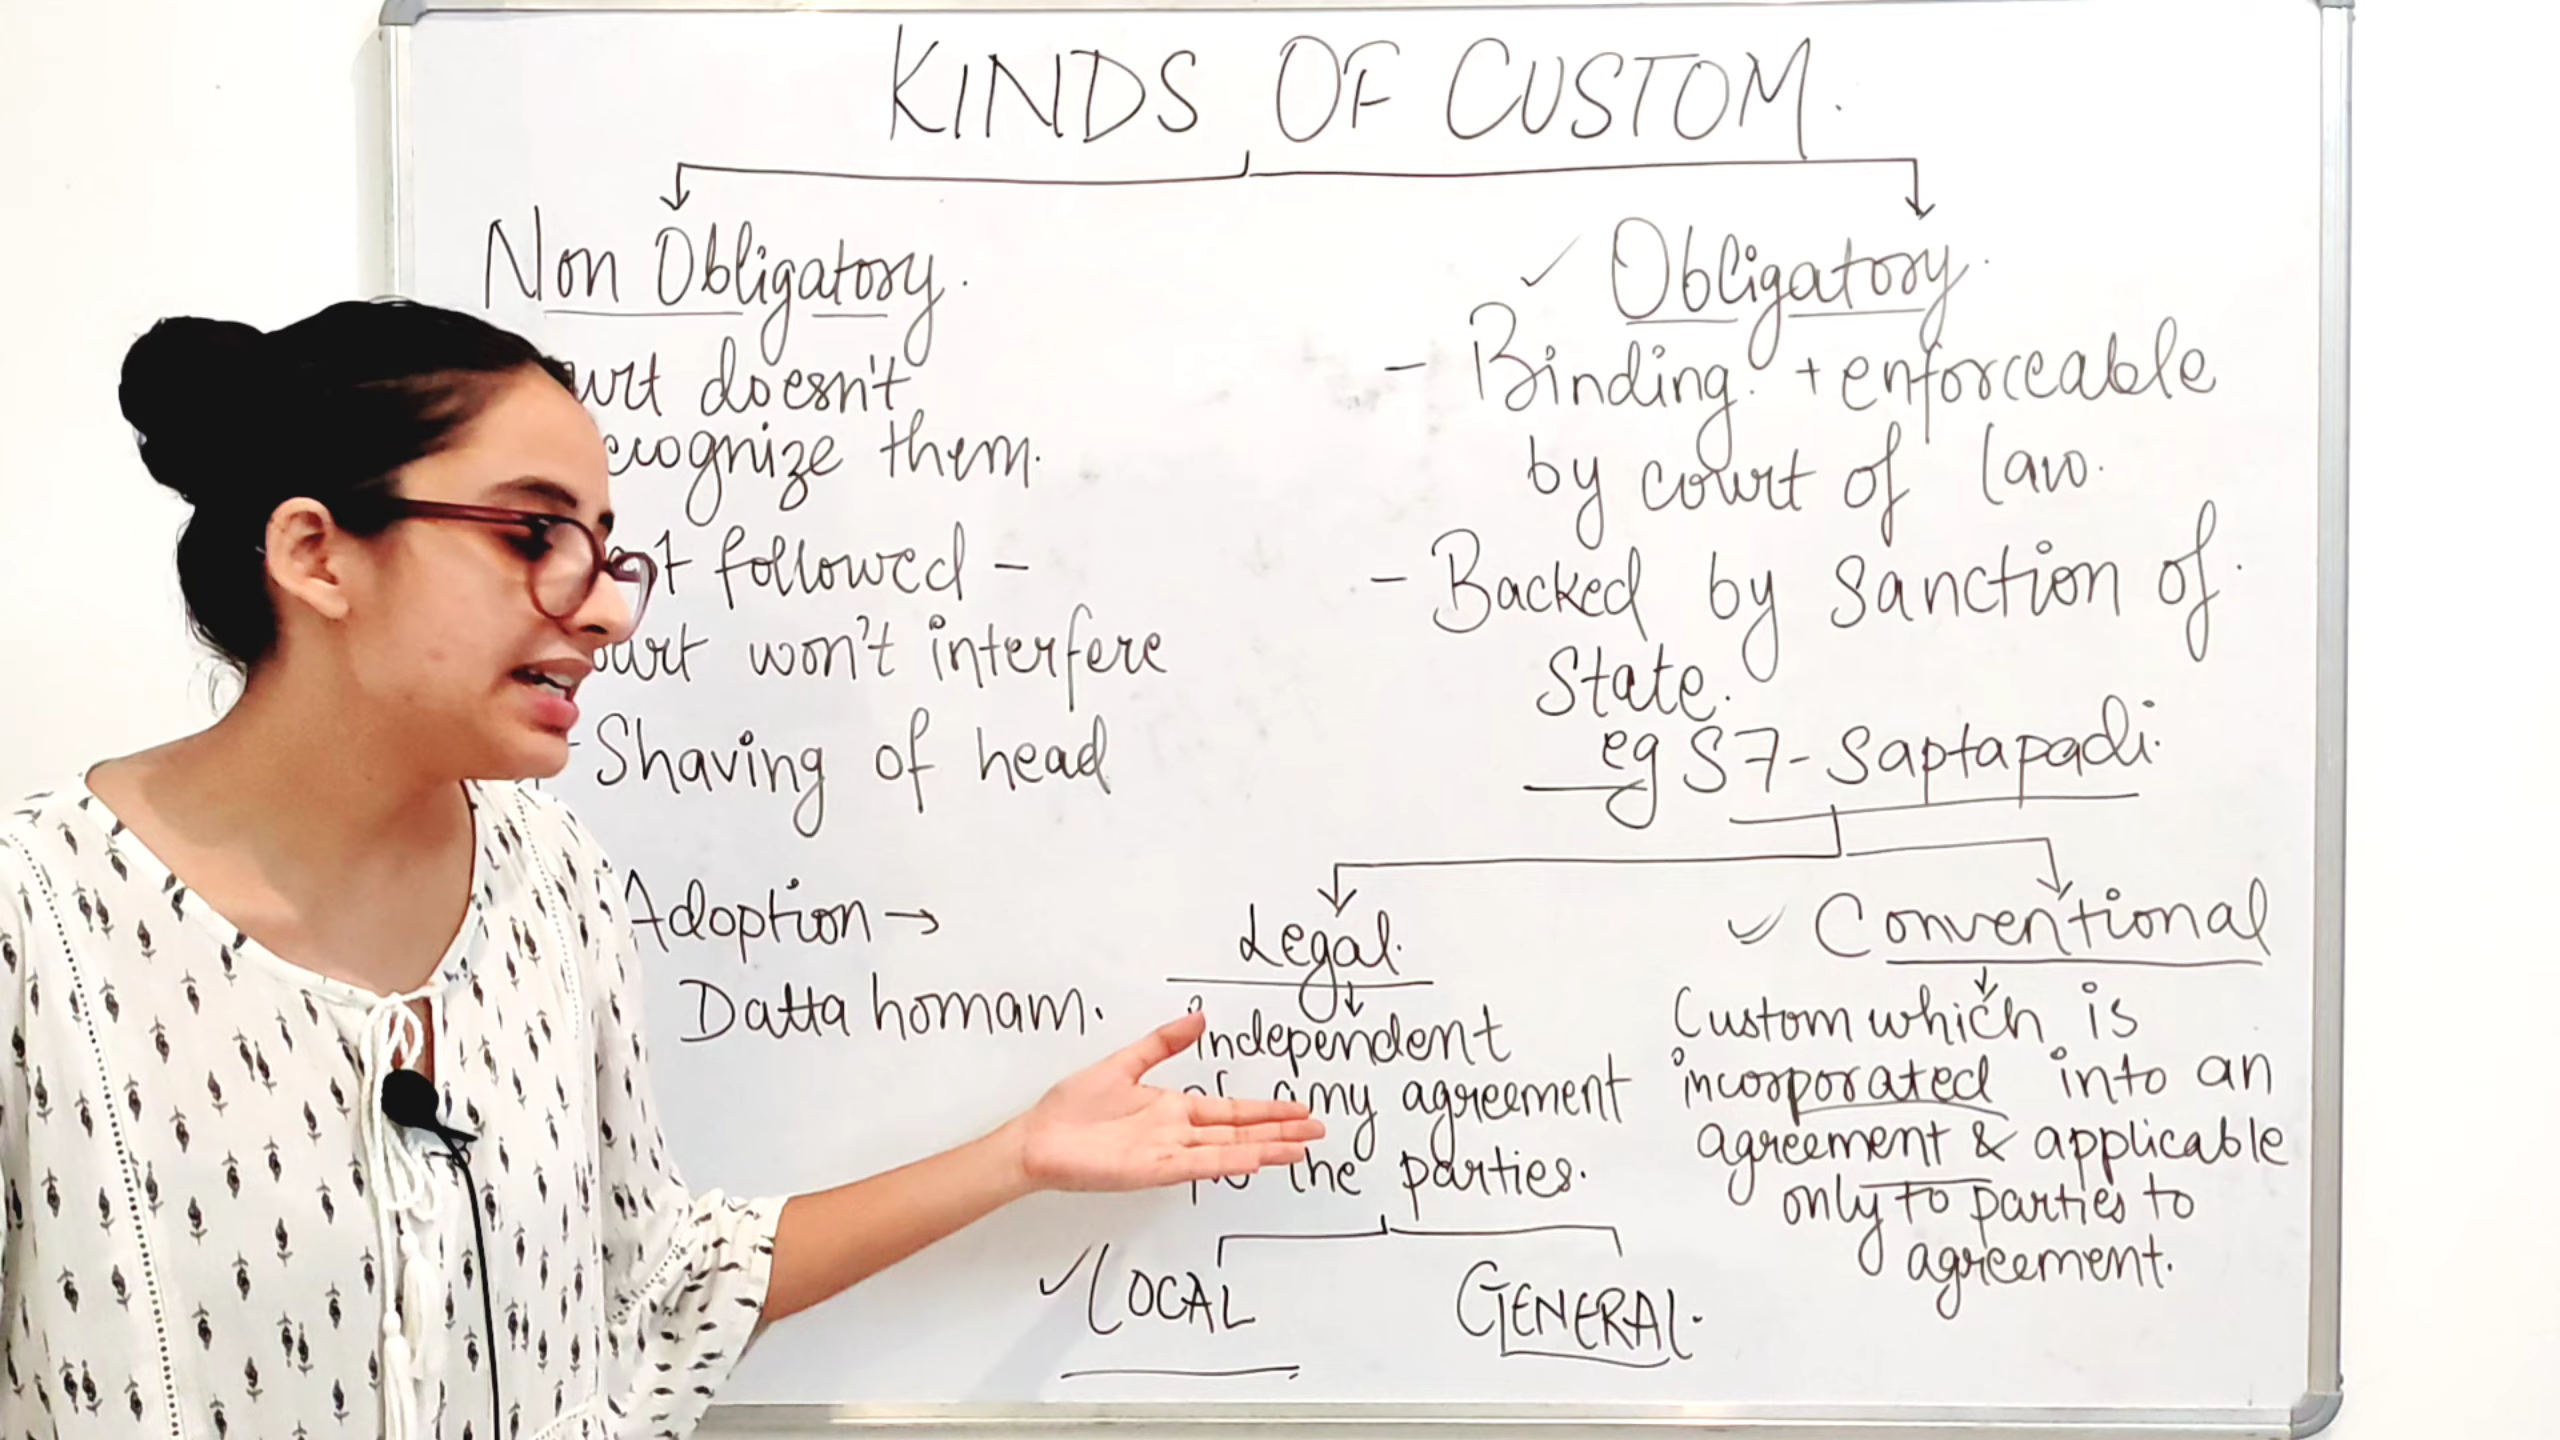 KINDS OF CUSTOM.
Non Obligatory.
doesn't
them.
followed -
won't interfere
- Shaving of head
Adoption →
Datta homam.
✓ Obligatory.
- Binding + enforceable
by court of law.
- Backed by sanction of
State.
eg S7 - Saptapadi.
Legal.
independent
any agreement
the parties.
✓ LOCAL
GENERAL.
✓ Conventional
Custom which is
incorporated into an
agreement & applicable
only to parties to
agreement.